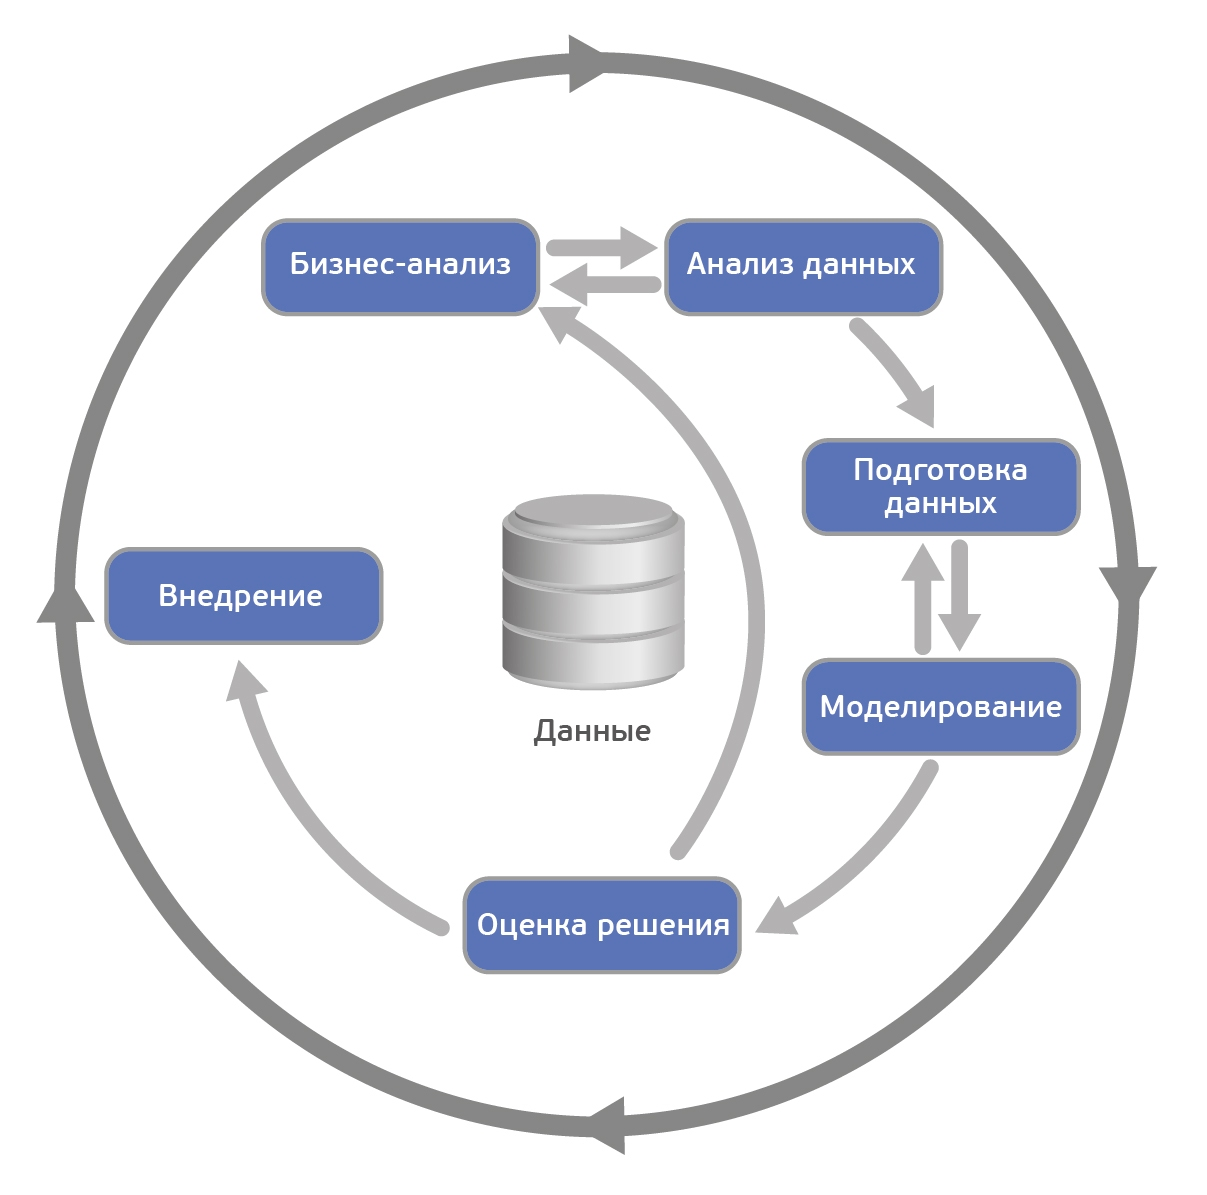 Бизнес-анализ
Анализ данных
Подготовка
данных
Внедрение
Моделирование
Данные
Оценка решения